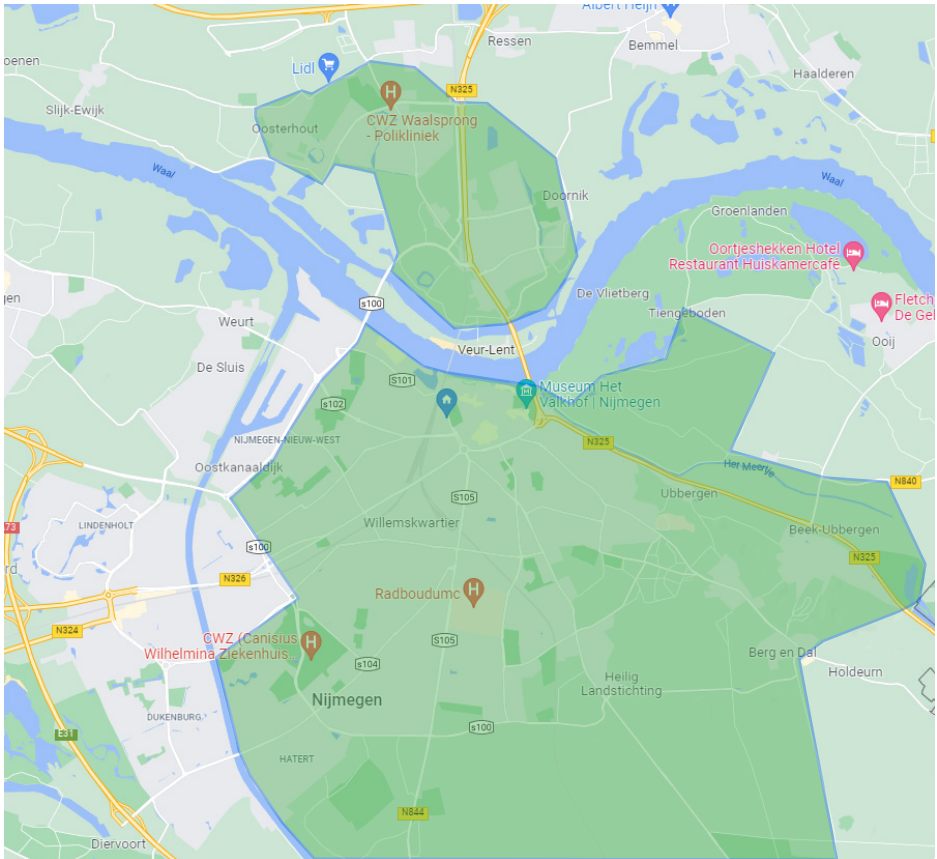 Albert Heijn
Ressen
Bemmel
oenen
Lidl
Haalderen
N325
Slijk-Ewijk
CWZ Waalsprong
- Polikliniek
Oosterhout
Waal
Waal
Doornik
Groenlanden
Oortjeshekken Hotel
Restaurant Huiskamercafé
De Vlietberg
gen
s100
Fletch
De Gel
Tiengeboden
Weurt
Ooij
Veur-Lent
De Sluis
S101
Museum Het
Valkhof | Nijmegen
s102
NIJMEGEN-NIEUW-WEST
N325
Oostkanaaldijk
Het Meertje
N840
S105
Ubbergen
LINDENHOLT
Willemskwartier
Beek-Ubbergen
73
s100
N325
rd
N326
Radboudumc
N324
CWZ (Canisius
Wilhelmina Ziekenhuis...
S105
Berg en Dal
s104
Holdeurn
Heilig
Landstichting
Nijmegen
DUKENBURG
s100
E31
HATERT
N844
Diervoort